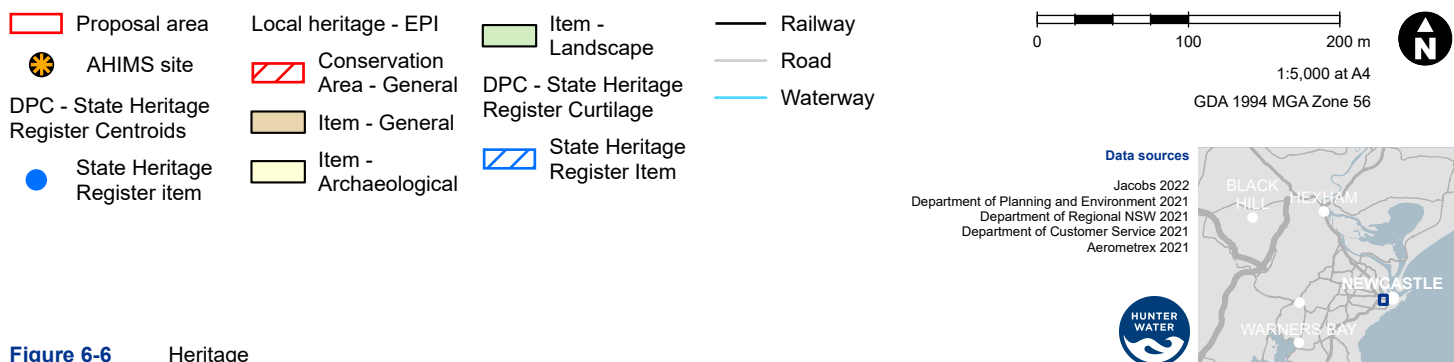 Proposal area
AHIMS site
DPC - State Heritage
Register Centroids
State Heritage
Register item
Local heritage - EPI
Conservation
Area - General
Item - General
Item -
Archaeological
Item -
Landscape
DPC - State Heritage
Register Curtilage
State Heritage
Register Item
Railway
Road
Waterway
0 100 200 m
N
1:5,000 at A4
GDA 1994 MGA Zone 56
Data sources
Jacobs 2022
Department of Planning and Environment 2021
Department of Regional NSW 2021
Department of Customer Service 2021
Aerometrex 2021
BLACK
HILL
HEXHAM
NEWCASTLE
WARNERS BAY
HUNTER
WATER
Figure 6-6 Heritage